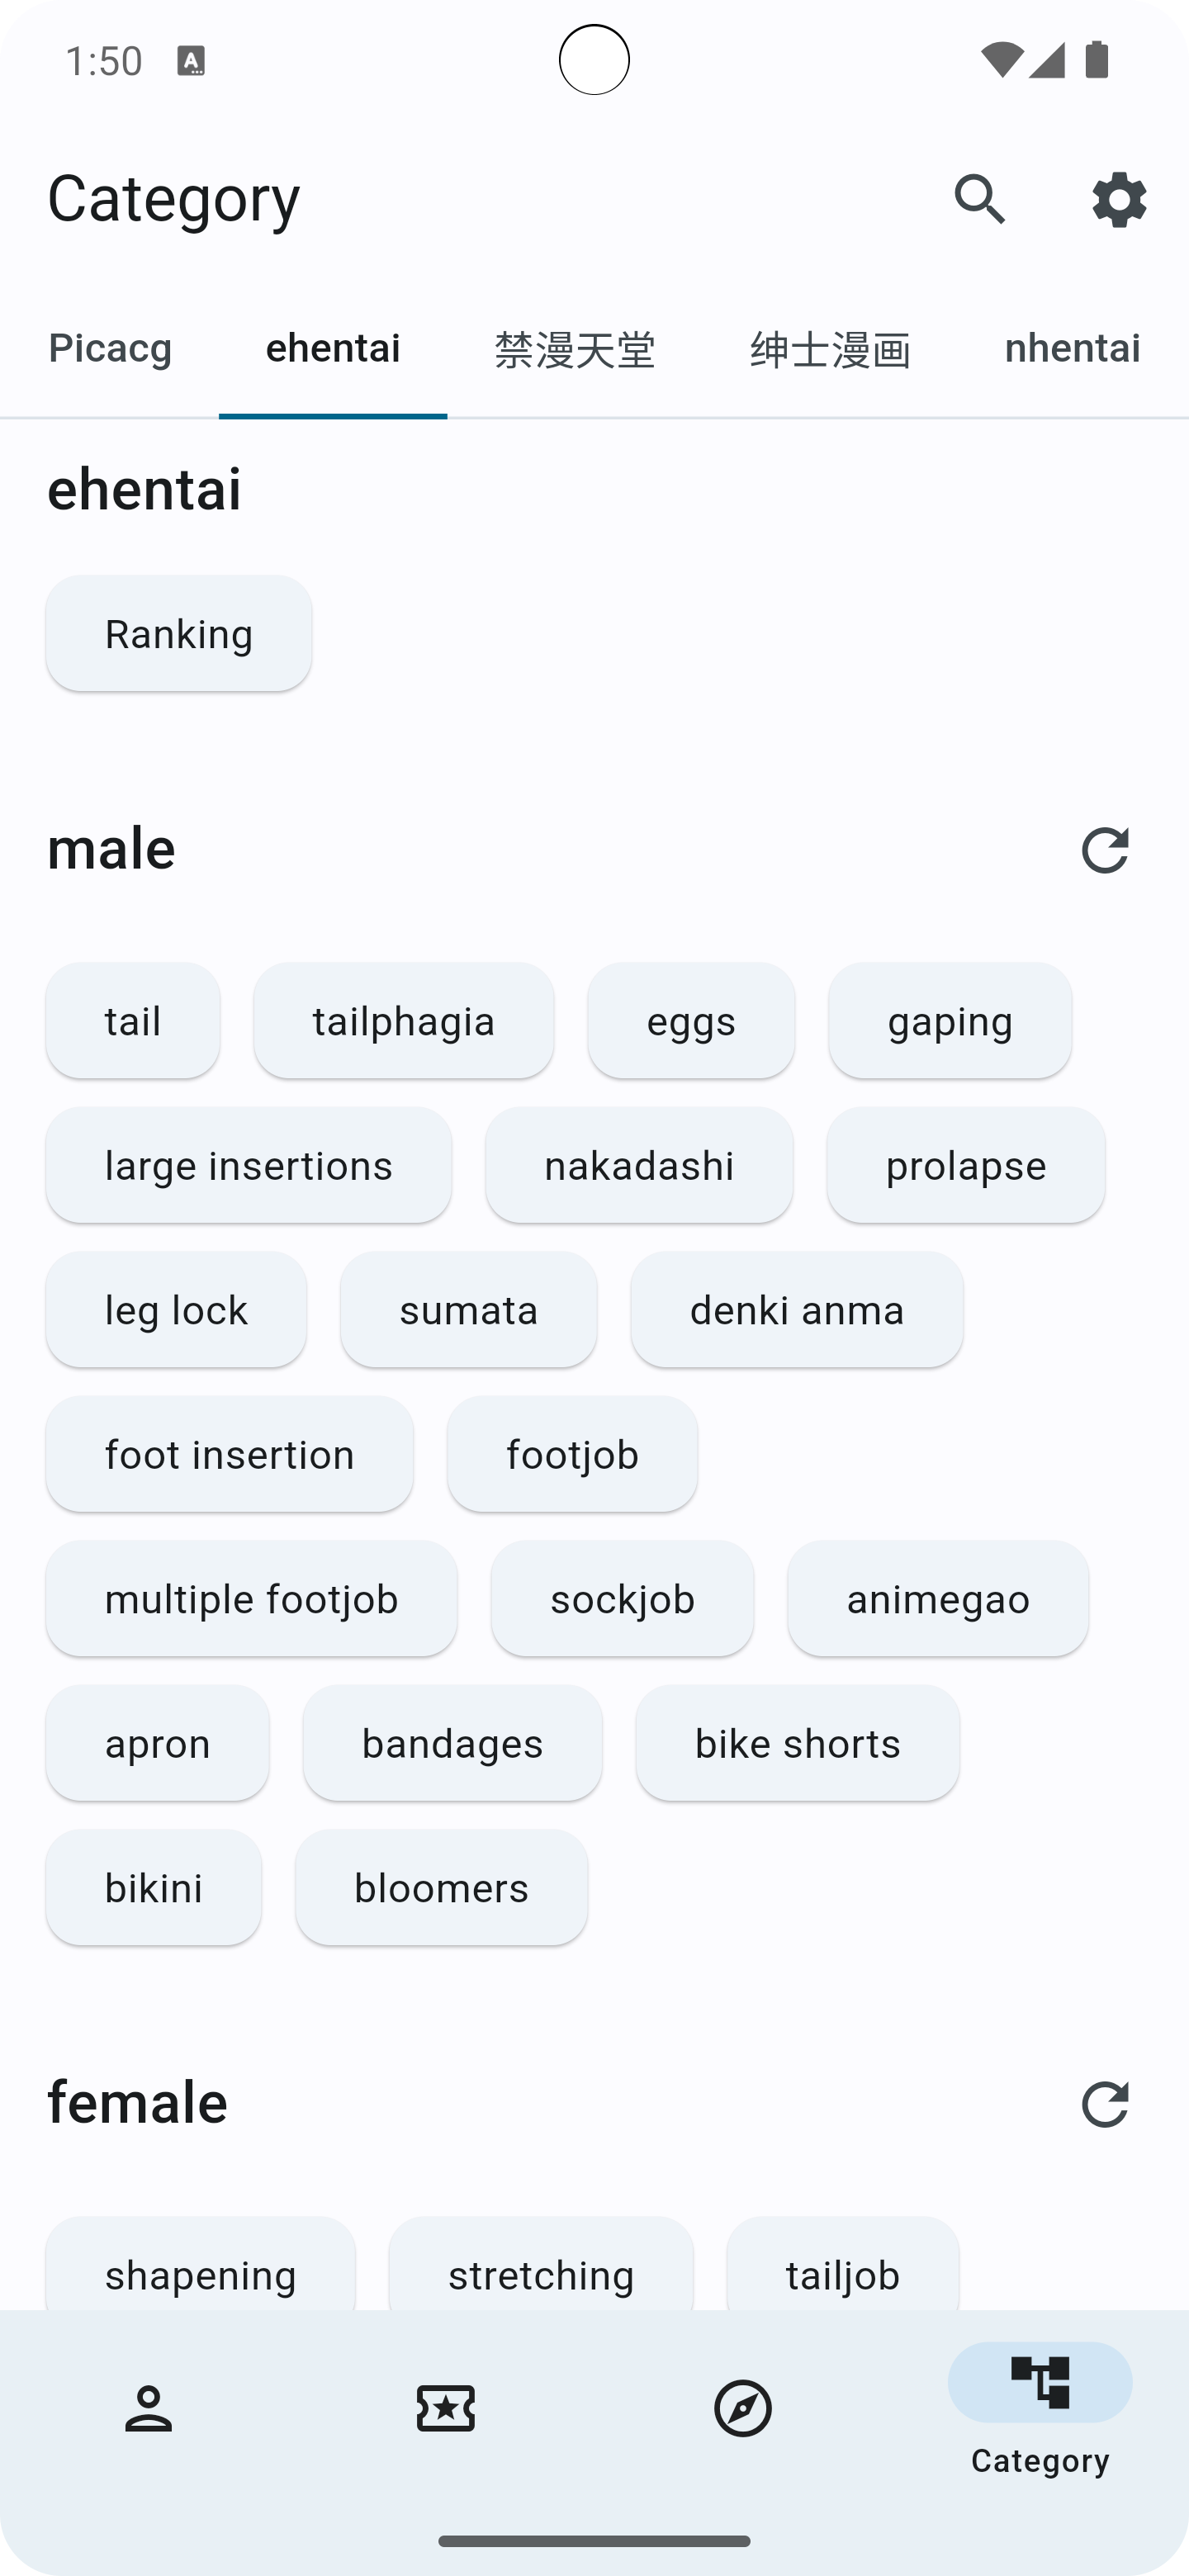 1:50
Category
Picacg ehentai 禁漫天堂 绅士漫画 nhentai
ehentai
Ranking
male
tail tailphagia eggs gaping
large insertions nakadashi prolapse
leg lock sumata denki anma
foot insertion footjob
multiple footjob sockjob animegao
apron bandages bike shorts
bikini bloomers
female
shapening stretching tailjob
Category